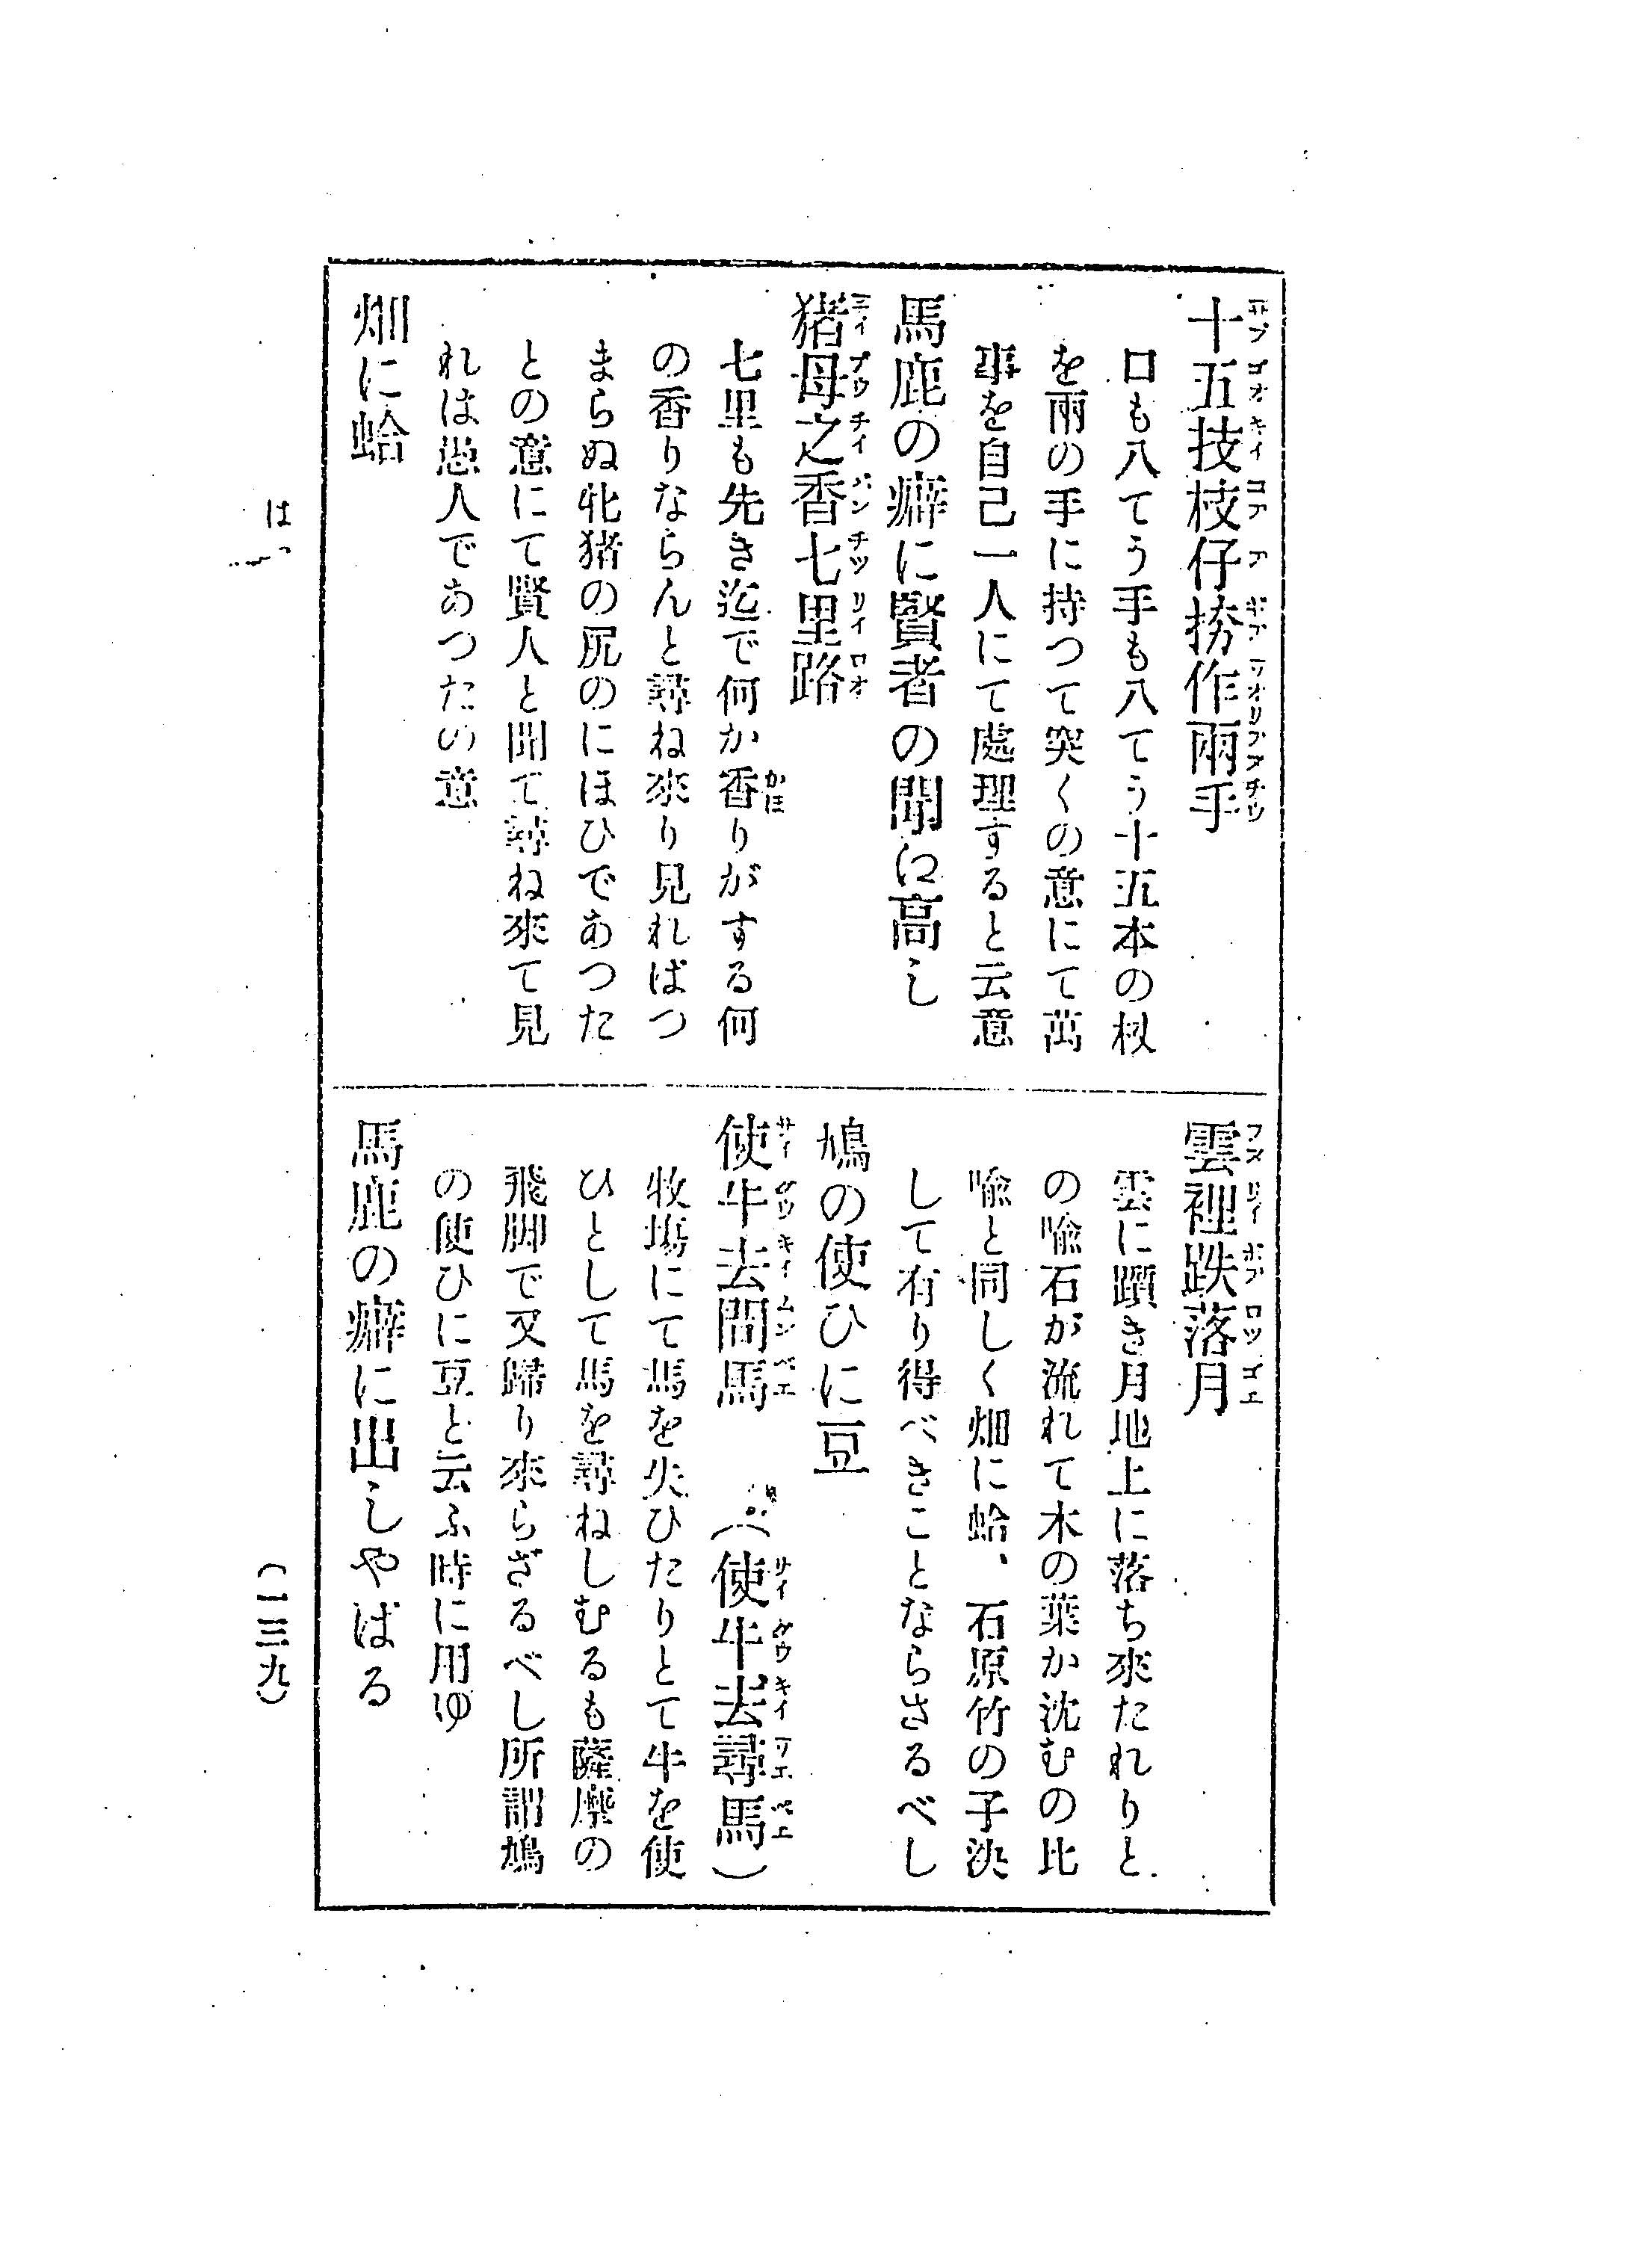 十五技枝仔撈作兩手
口も八てう手も八てう十五本の杖
を兩の手に持つて突くの意にて萬
事を自己一人にて處理すると云意
馬鹿の癖に賢者の聞に高し
猪母之香七里路
七里も先き迄で何か香りがする何
の香りならんと尋ね來り見ればつ
まらぬ牝猪の尻のにほひであつた
との意にて賢人と聞て尋ね來て見
れは愚人であつたの意
畑に蛤
雲裡跌落月
雲に躓き月地上に落ち來たれりと
の喩石が流れて木の葉か沈むの比
喩と同しく畑に蛤、石原竹の子決
して有り得べきことならさるべし
鳩の使ひに豆
使牛去問馬 (使牛去尋馬)
牧塲にて馬を失ひたりとて牛を使
ひとして馬を尋ねしむるも薩摩の
飛脚で又歸り來らざるべし所謂鳩
の使ひに豆と云ふ時に用ゆ
馬鹿の癖に出しやばる
は
(一三九)